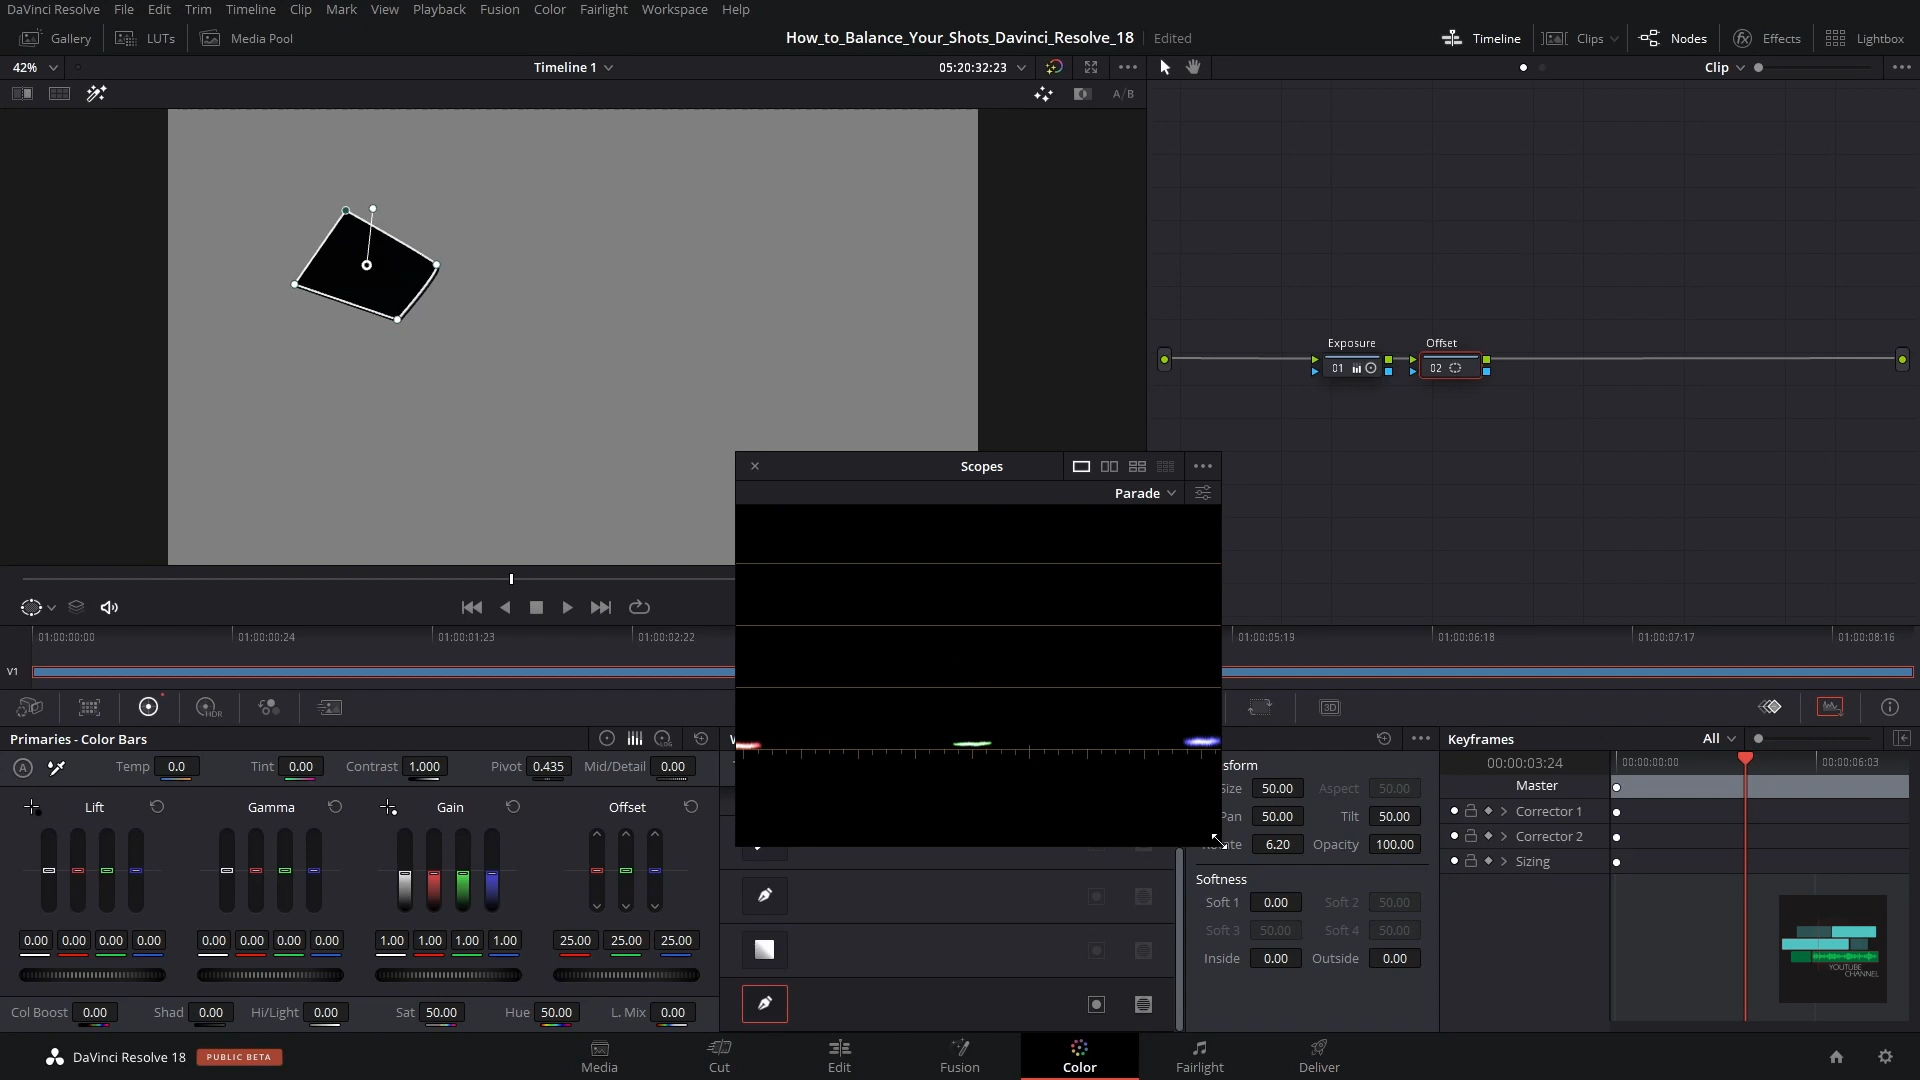 DaVinci Resolve File Edit Trim Timeline Clip Mark View Playback Fusion Color Fairlight Workspace Help
Gallery LUTs Media Pool How_to_Balance_Your_Shots_Davinci_Resolve_18 Edited Timeline Clips Nodes Effects Lightbox
42% Timeline 1 05:20:32:23 Clip
A/B
Exposure Offset
01 02
Scopes
Parade
01:00:00:00 01:00:00:24 01:00:01:23 01:00:02:22 01:00:05:19 01:00:06:18 01:00:07:17 01:00:08:16
V1
HDR 3D
Primaries - Color Bars LOG Keyframes All
A Temp 0.0 Tint 0.00 Contrast 1.000 Pivot 0.435 Mid/Detail 0.00 sform 00:00:03:24 00:00:00:00 00:00:06:03
Size 50.00 Aspect 50.00 Master
Lift Gamma Gain Offset Pan 50.00 Tilt 50.00 Corrector 1
Rotate 6.20 Opacity 100.00 Corrector 2
Sizing
Softness
Soft 1 0.00 Soft 2 50.00
Soft 3 50.00 Soft 4 50.00
0.00 0.00 0.00 0.00 0.00 0.00 0.00 0.00 1.00 1.00 1.00 1.00 25.00 25.00 25.00
Inside 0.00 Outside 0.00
YOUTUBE
CHANNEL
Col Boost 0.00 Shad 0.00 Hi/Light 0.00 Sat 50.00 Hue 50.00 L. Mix 0.00
DaVinci Resolve 18 PUBLIC BETA Media Cut Edit Fusion Color Fairlight Deliver